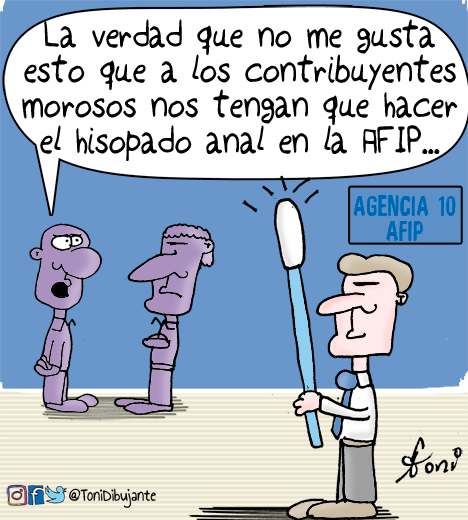 La verdad que no me gusta
esto que a los contribuyentes
morosos nos tengan que hacer
el hisopado anal en la AFIP...
AGENCIA 10
AFIP
Toni
@ToniDibujante